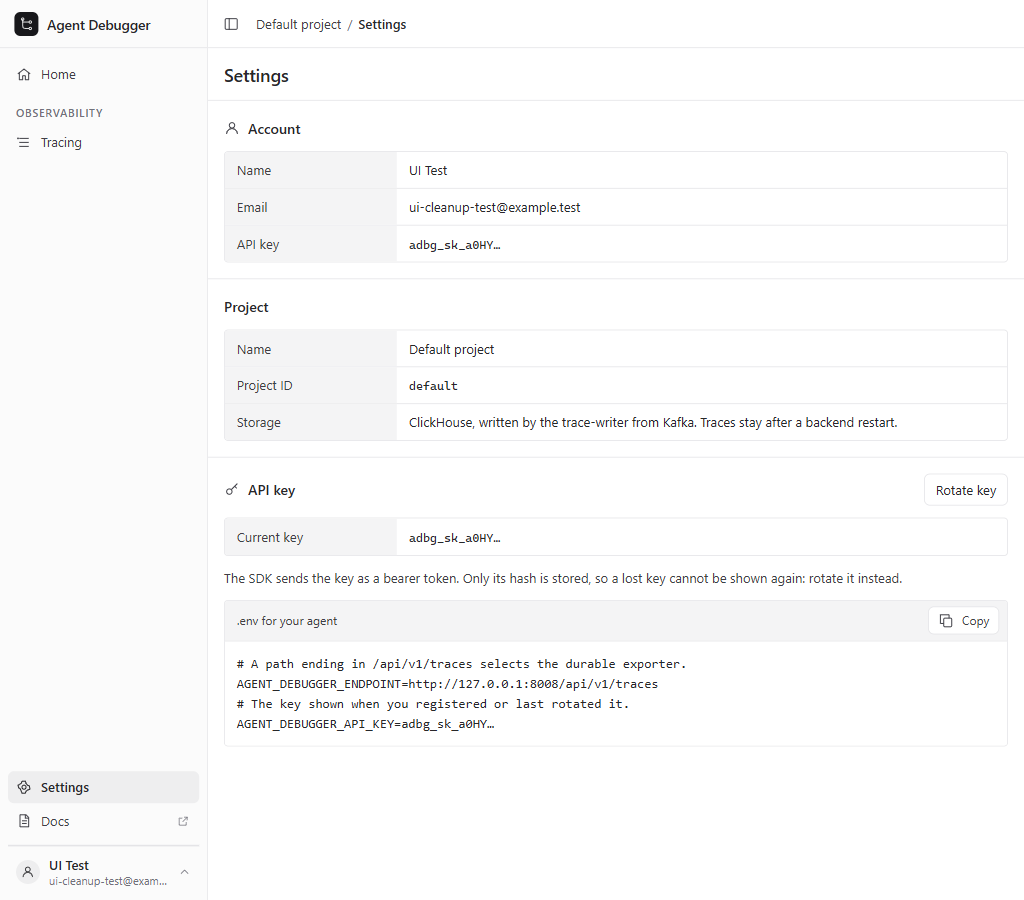 Agent Debugger
Default project / Settings
Home
OBSERVABILITY
Tracing
Settings
Account
Name UI Test
Email ui-cleanup-test@example.test
API key adbg_sk_a0HY…
Project
Name Default project
Project ID default
Storage ClickHouse, written by the trace-writer from Kafka. Traces stay after a backend restart.
API key
Rotate key
Current key adbg_sk_a0HY…
The SDK sends the key as a bearer token. Only its hash is stored, so a lost key cannot be shown again: rotate it instead.
.env for your agent
Copy
# A path ending in /api/v1/traces selects the durable exporter.
AGENT_DEBUGGER_ENDPOINT=http://127.0.0.1:8008/api/v1/traces
# The key shown when you registered or last rotated it.
AGENT_DEBUGGER_API_KEY=adbg_sk_a0HY…
Settings
Docs
UI Test
ui-cleanup-test@exam...